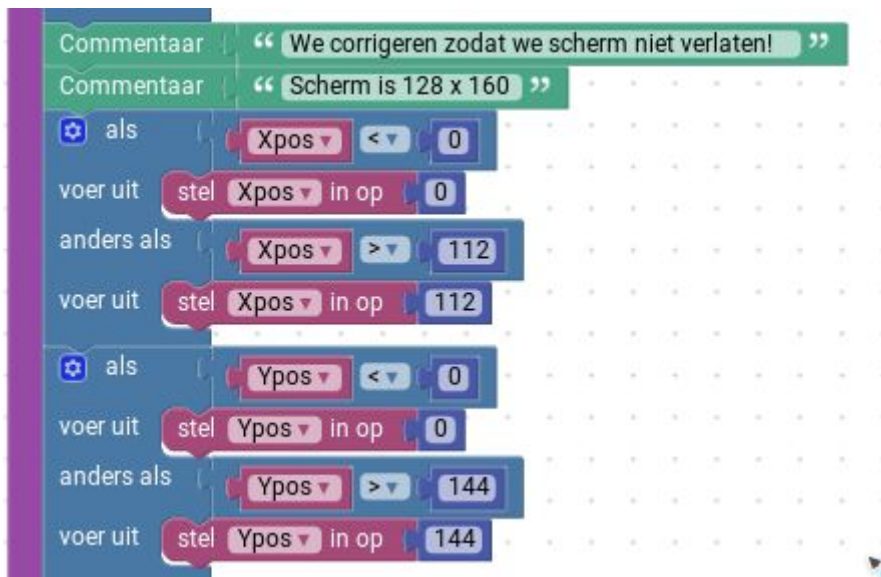 Commentaar “ We corrigeren zodat we scherm niet verlaten! ”
Commentaar “ Scherm is 128 x 160 ”
als Xpos < 0
voer uit stel Xpos in op 0
anders als Xpos > 112
voer uit stel Xpos in op 112
als Ypos < 0
voer uit stel Ypos in op 0
anders als Ypos > 144
voer uit stel Ypos in op 144